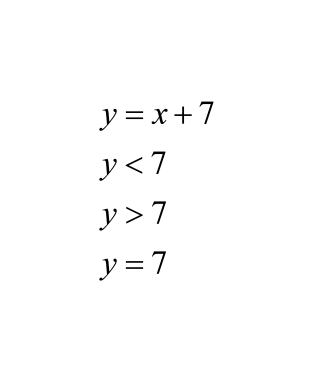 y = x + 7
y < 7
y > 7
y = 7